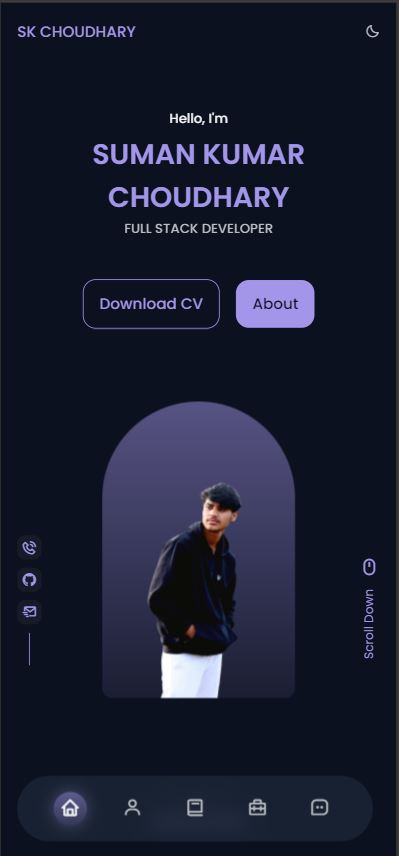 SK CHOUDHARY
Hello, I'm
SUMAN KUMAR
CHOUDHARY
FULL STACK DEVELOPER
Download CV
About
Scroll Down